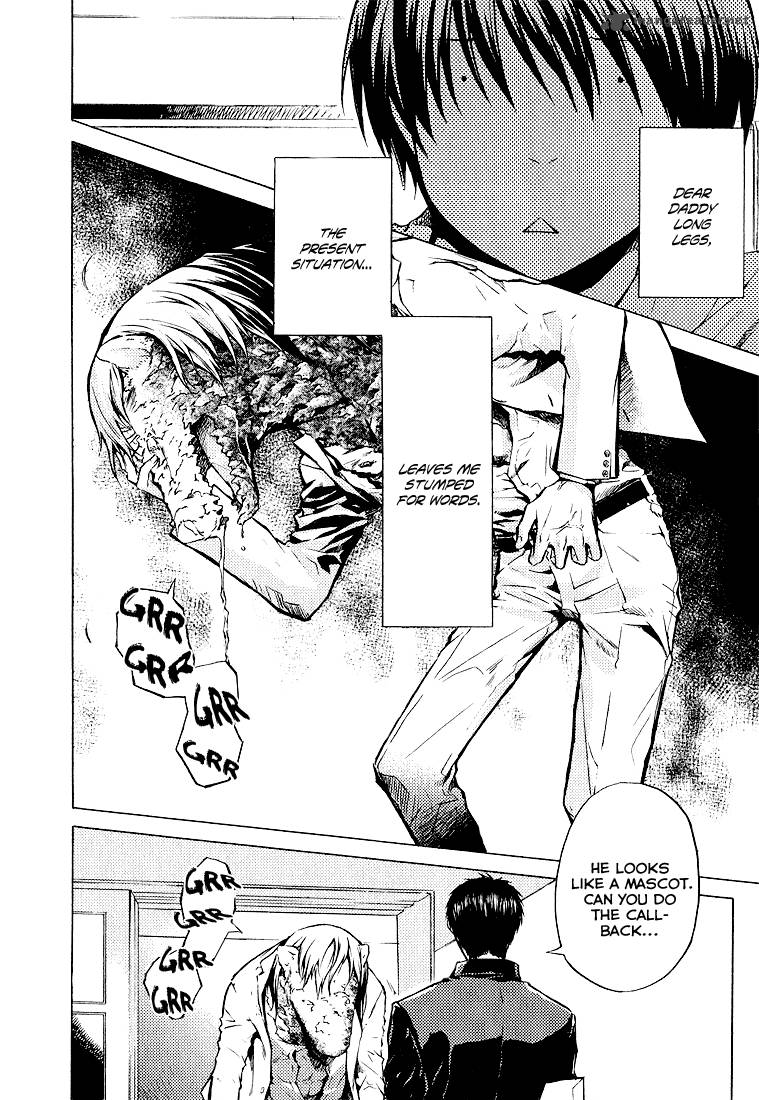 DEAR
DADDY
LONG
LEGS,
THE
PRESENT
SITUATION...
LEAVES ME
STUMPED
FOR WORDS.
GRR
GRR
GRR
GRR
HE LOOKS
LIKE A MASCOT.
CAN YOU DO
THE CALL-
BACK...
GRR
GRR
GRR
GRR